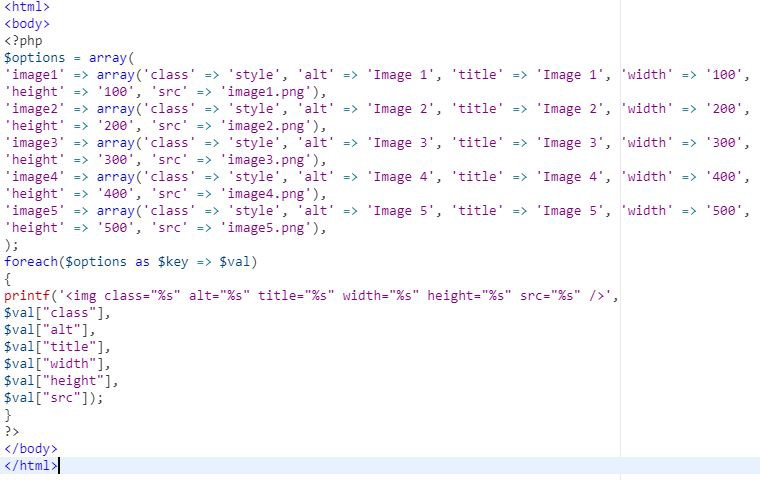 <html>
<body>
<?php
$options = array(
'image1' => array('class' => 'style', 'alt' => 'Image 1', 'title' => 'Image 1', 'width' => '100',
'height' => '100', 'src' => 'image1.png'),
'image2' => array('class' => 'style', 'alt' => 'Image 2', 'title' => 'Image 2', 'width' => '200',
'height' => '200', 'src' => 'image2.png'),
'image3' => array('class' => 'style', 'alt' => 'Image 3', 'title' => 'Image 3', 'width' => '300',
'height' => '300', 'src' => 'image3.png'),
'image4' => array('class' => 'style', 'alt' => 'Image 4', 'title' => 'Image 4', 'width' => '400',
'height' => '400', 'src' => 'image4.png'),
'image5' => array('class' => 'style', 'alt' => 'Image 5', 'title' => 'Image 5', 'width' => '500',
'height' => '500', 'src' => 'image5.png'),
);
foreach($options as $key => $val)
{
printf('<img class="%s" alt="%s" title="%s" width="%s" height="%s" src="%s" />',
$val["class"],
$val["alt"],
$val["title"],
$val["width"],
$val["height"],
$val["src"]);
}
?>
</body>
</html>